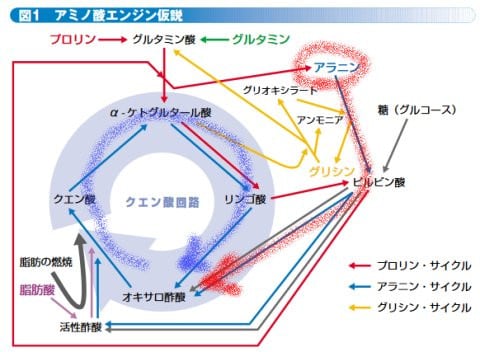 図1 アミノ酸エンジン仮説
プロリン
グルタミン酸
グルタミン
アラニン
グリオキシラート
α-ケトグルタール酸
アンモニア
糖（グルコース）
グリシン
ピルビン酸
クエン酸
クエン酸回路
リンゴ酸
脂肪の燃焼
オキサロ酢酸
脂肪酸
活性酢酸
プロリン・サイクル
アラニン・サイクル
グリシン・サイクル